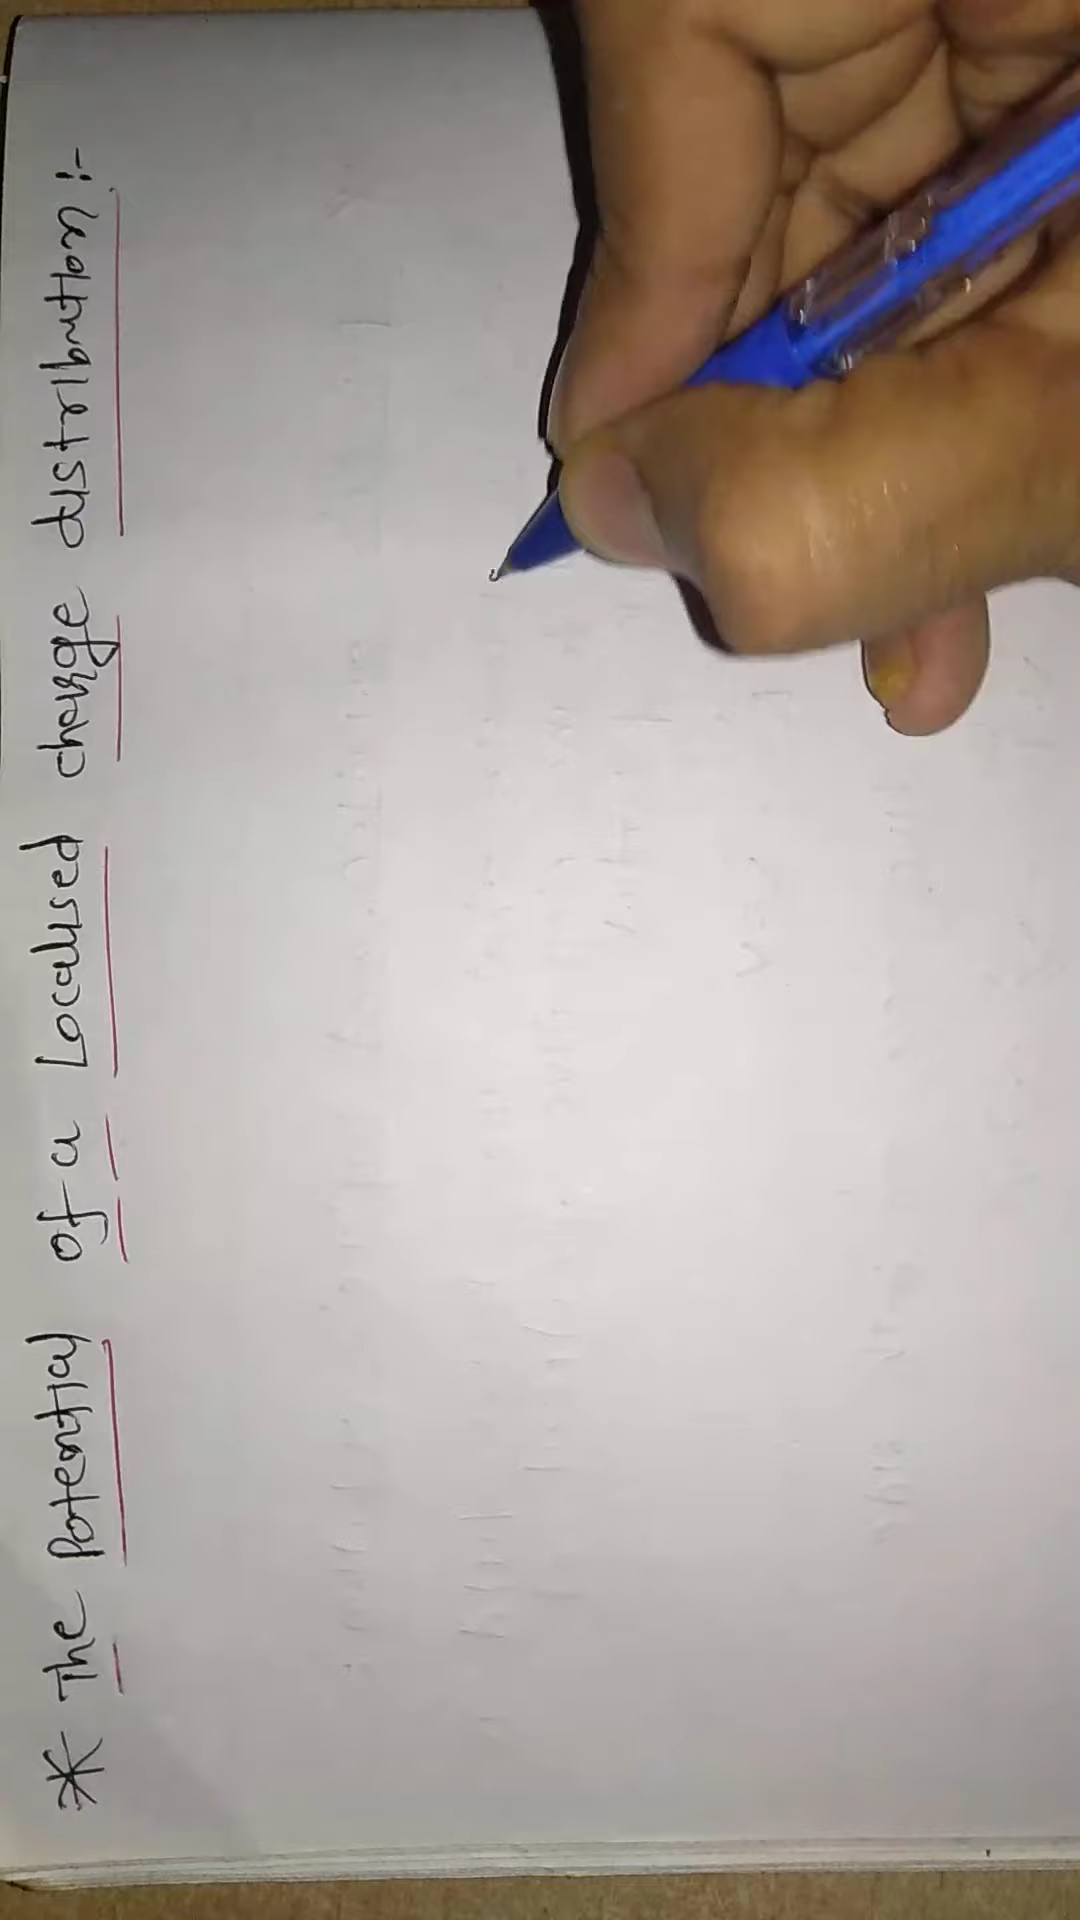 * The Potential of a Localised charge distribution :-